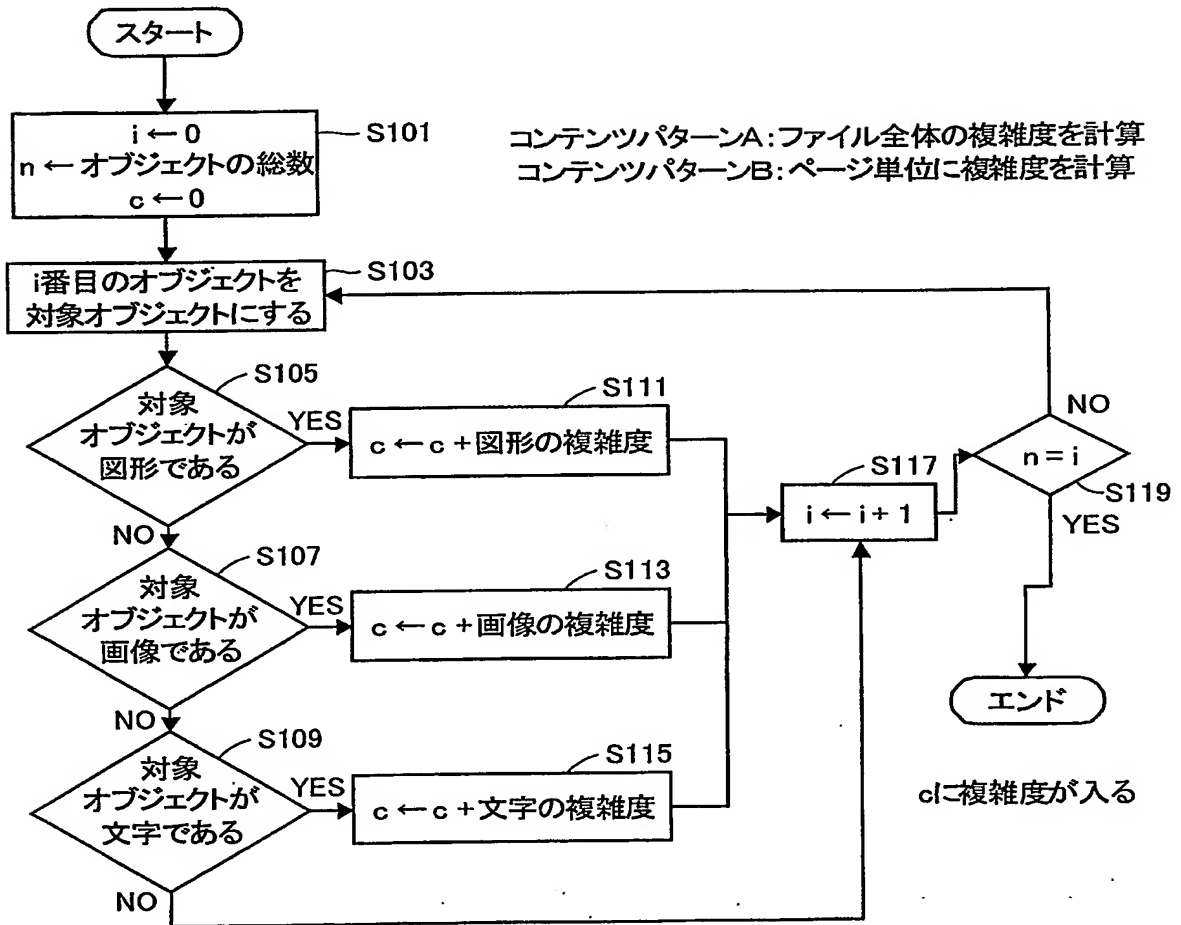 スタート
i ← 0
n ← オブジェクトの総数
c ← 0
S101
コンテンツパターンA：ファイル全体の複雑度を計算
コンテンツパターンB：ページ単位に複雑度を計算
i番目のオブジェクトを
対象オブジェクトにする
S103
対象
オブジェクトが
図形である
S105
YES
c ← c + 図形の複雑度
S111
NO
対象
オブジェクトが
画像である
S107
YES
c ← c + 画像の複雑度
S113
NO
対象
オブジェクトが
文字である
S109
YES
c ← c + 文字の複雑度
S115
NO
i ← i + 1
S117
n = i
S119
NO
YES
エンド
cに複雑度が入る